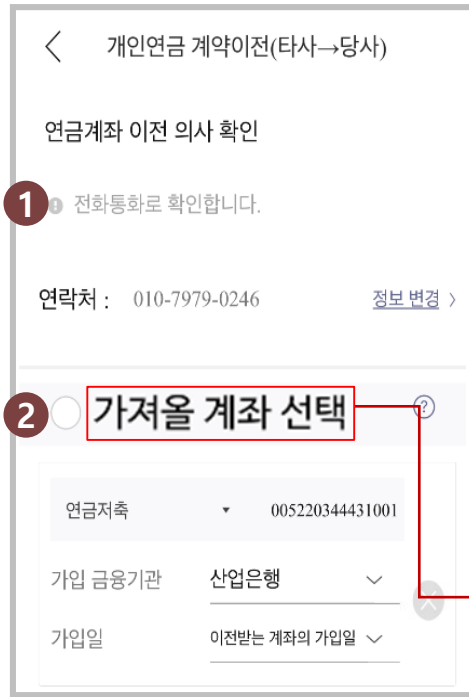 개인연금 계약이전(타사→당사)
연금계좌 이전 의사 확인
1 전화통화로 확인합니다.
연락처 : 010-7979-0246 정보 변경 >
2 가져올 계좌 선택 ?
연금저축 ▾ 005220344431001
가입 금융기관 산업은행
가입일 이전받는 계좌의 가입일